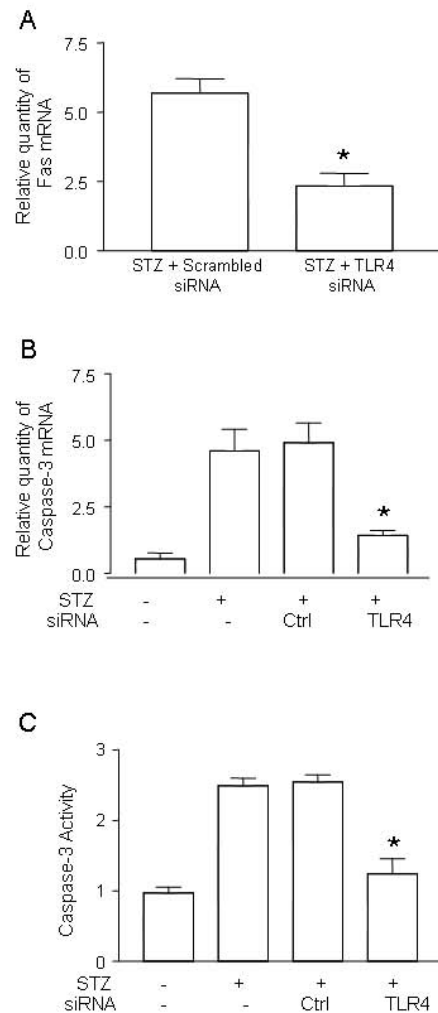 A
Relative quantity of
Fas mRNA
7.5
5.0
2.5
0.0
*
STZ + Scrambled
siRNA
STZ + TLR4
siRNA
B
Relative quantity of
Caspase-3 mRNA
7.5
5.0
2.5
0.0
*
STZ - + + +
siRNA - - Ctrl TLR4
C
Caspase-3 Activity
3
2
1
0
*
STZ - + + +
siRNA - - Ctrl TLR4